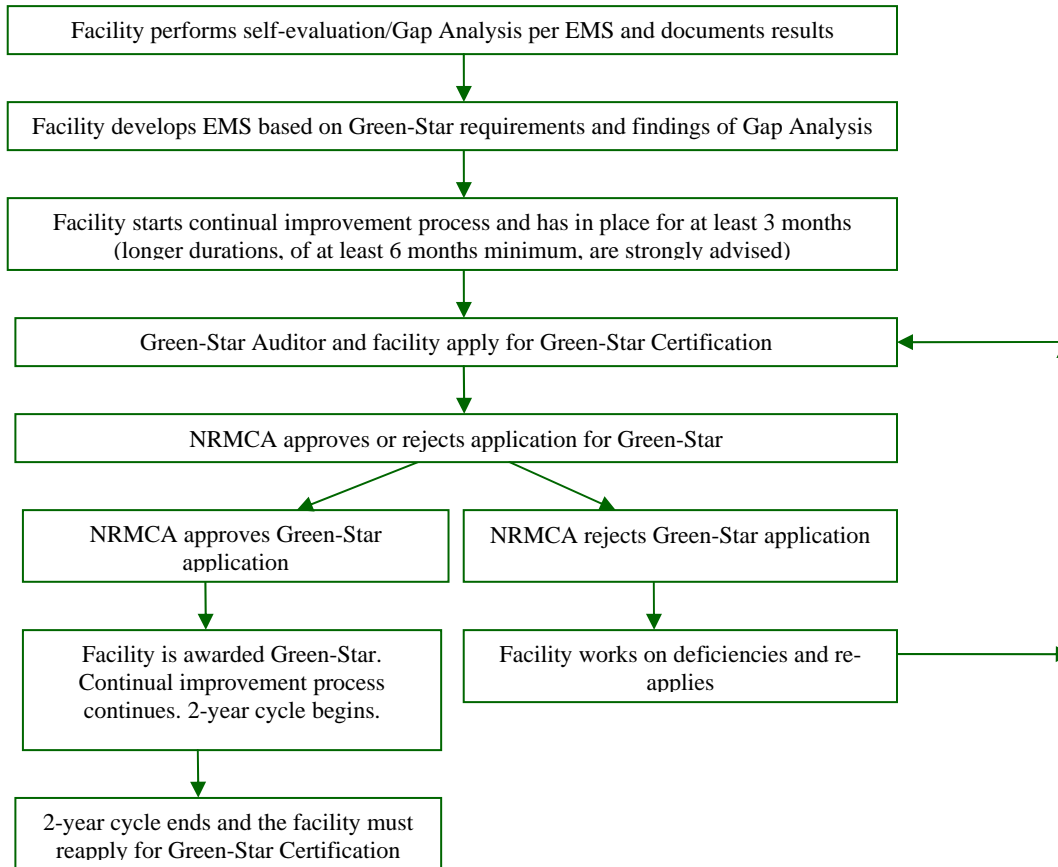 Facility performs self-evaluation/Gap Analysis per EMS and documents results
Facility develops EMS based on Green-Star requirements and findings of Gap Analysis
Facility starts continual improvement process and has in place for at least 3 months
(longer durations, of at least 6 months minimum, are strongly advised)
Green-Star Auditor and facility apply for Green-Star Certification
NRMCA approves or rejects application for Green-Star
NRMCA approves Green-Star
application
NRMCA rejects Green-Star application
Facility is awarded Green-Star.
Continual improvement process
continues. 2-year cycle begins.
Facility works on deficiencies and re-
applies
2-year cycle ends and the facility must
reapply for Green-Star Certification